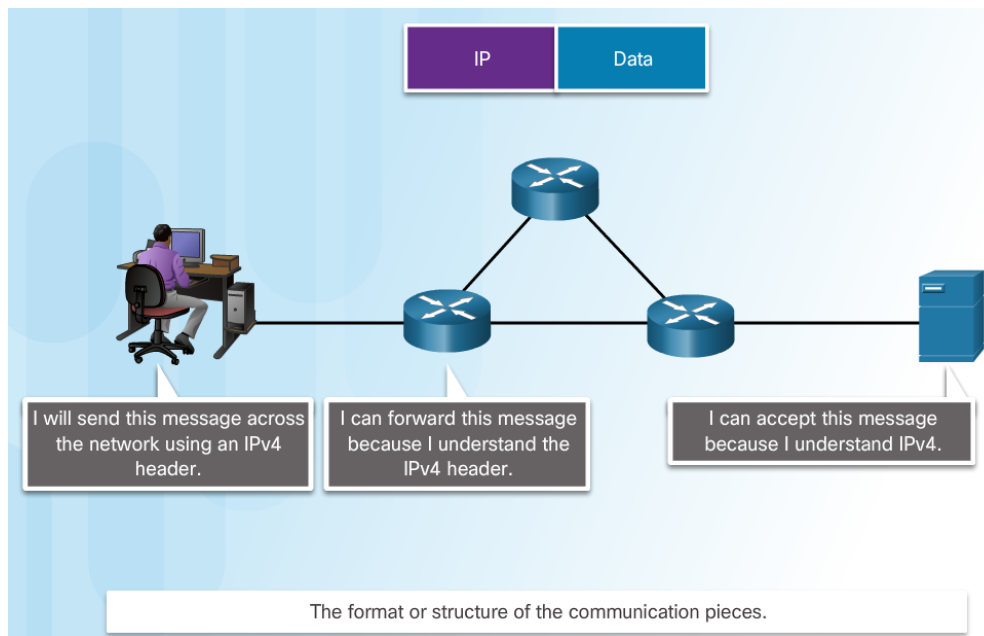 IP
Data
I will send this message across
the network using an IPv4
header.
I can forward this message
because I understand the
IPv4 header.
I can accept this message
because I understand IPv4.
The format or structure of the communication pieces.